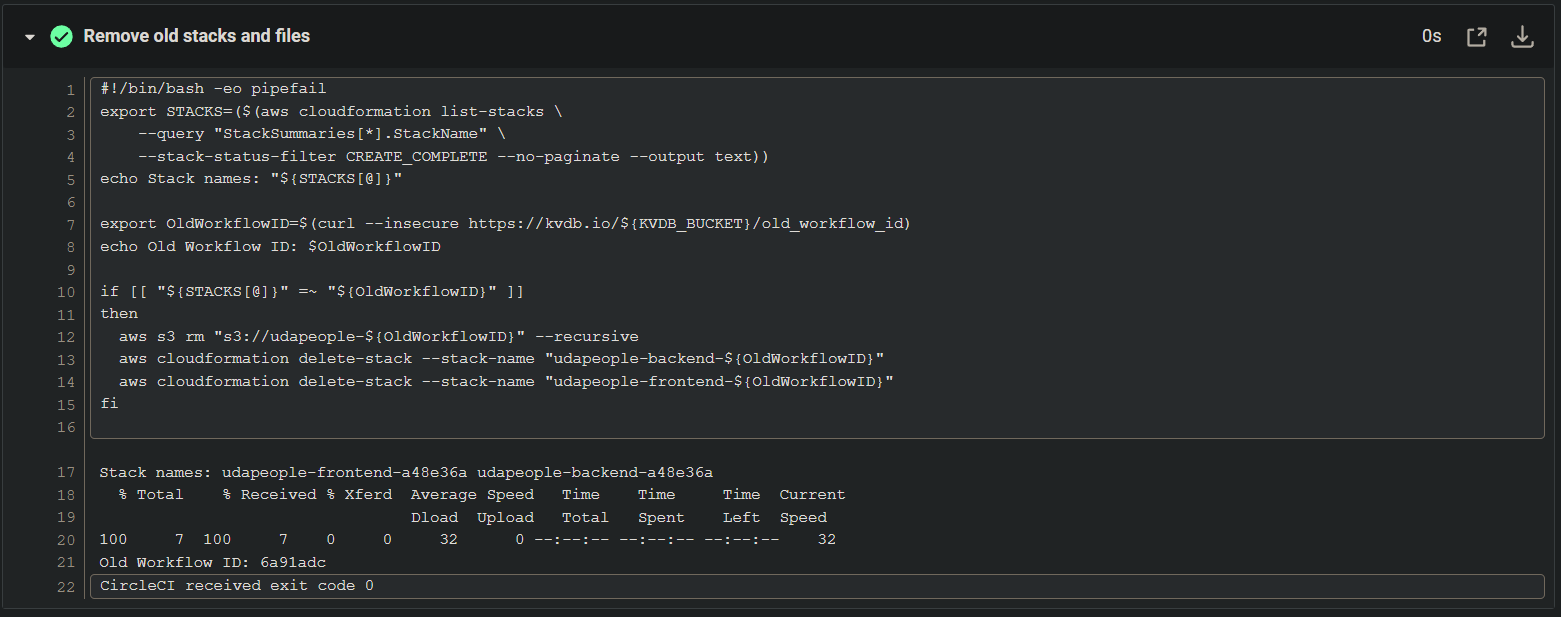 Remove old stacks and files 0s
1 #!/bin/bash -eo pipefail
2 export STACKS=($(aws cloudformation list-stacks \
3     --query "StackSummaries[*].StackName" \
4     --stack-status-filter CREATE_COMPLETE --no-paginate --output text))
5 echo Stack names: "${STACKS[@]}"
6
7 export OldWorkflowID=$(curl --insecure https://kvdb.io/${KVDB_BUCKET}/old_workflow_id)
8 echo Old Workflow ID: $OldWorkflowID
9
10 if [[ "${STACKS[@]}" =~ "${OldWorkflowID}" ]]
11 then
12   aws s3 rm "s3://udapeople-${OldWorkflowID}" --recursive
13   aws cloudformation delete-stack --stack-name "udapeople-backend-${OldWorkflowID}"
14   aws cloudformation delete-stack --stack-name "udapeople-frontend-${OldWorkflowID}"
15 fi
16
17 Stack names: udapeople-frontend-a48e36a udapeople-backend-a48e36a
18   % Total    % Received % Xferd  Average Speed   Time    Time     Time  Current
19                                  Dload  Upload   Total   Spent    Left  Speed
20 100     7  100     7    0     0     32      0 --:--:-- --:--:-- --:--:--    32
21 Old Workflow ID: 6a91adc
22 CircleCI received exit code 0